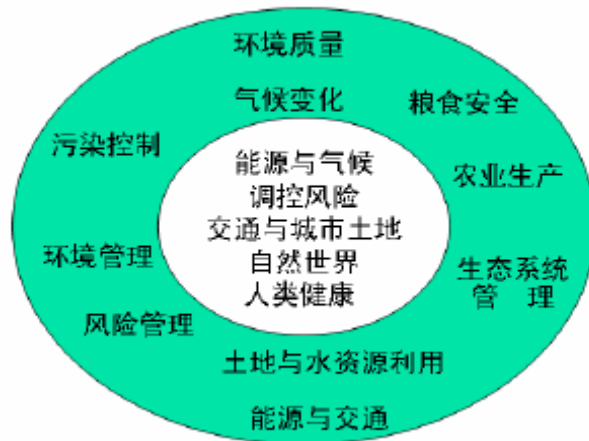 环境质量
气候变化
粮食安全
污染控制
农业生产
能源与气候
调控风险
交通与城市土地
自然世界
人类健康
环境管理
生态系统
管 理
风险管理
土地与水资源利用
能源与交通